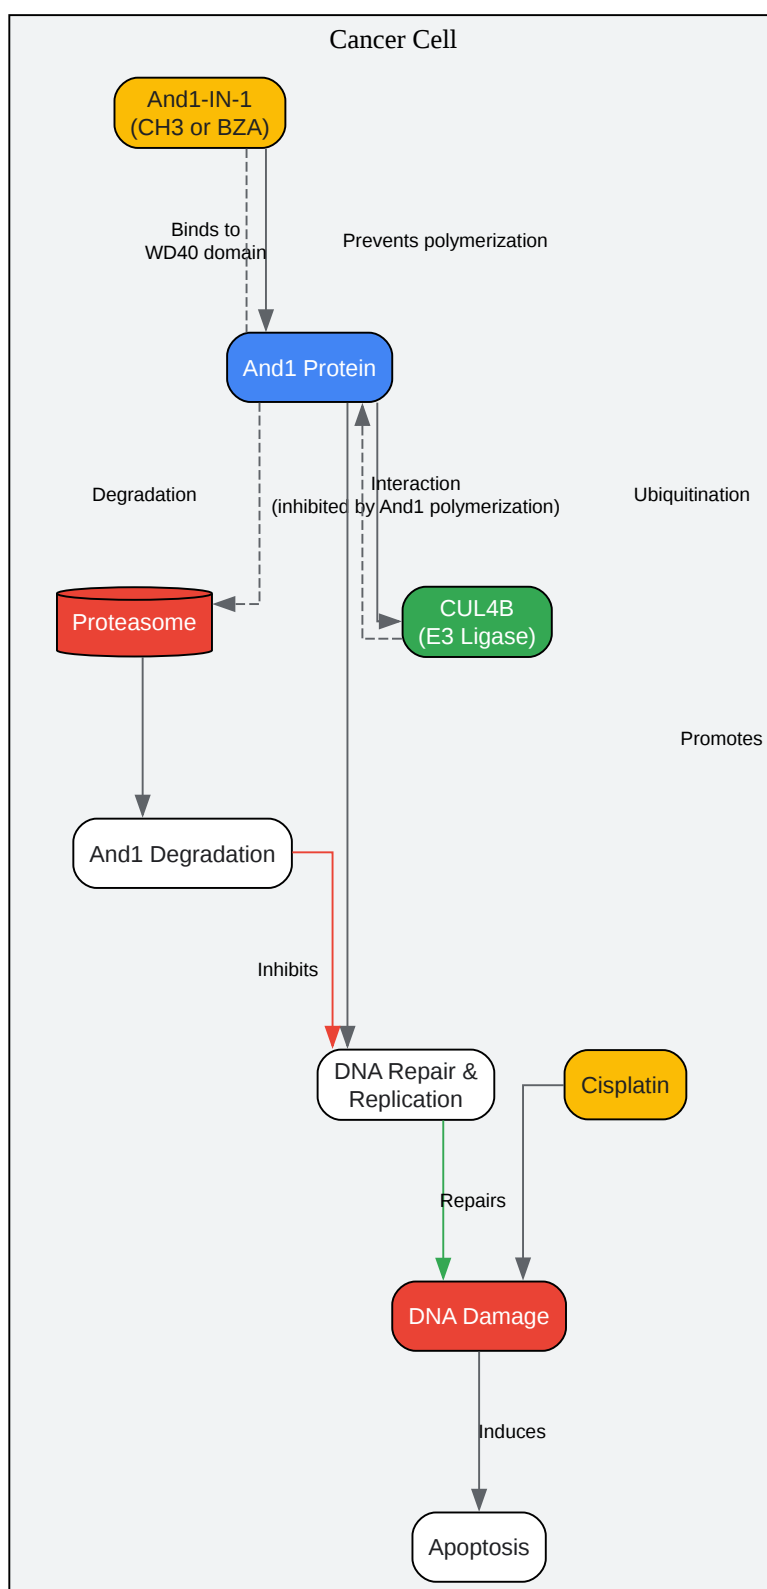 Cancer Cell
And1-IN-1
(CH3 or BZA)
Binds to
WD40 domain
Prevents polymerization
And1 Protein
Degradation
Interaction
(inhibited by And1 polymerization)
Ubiquitination
Proteasome
CUL4B
(E3 Ligase)
Promotes
And1 Degradation
Inhibits
DNA Repair &
Replication
Cisplatin
Repairs
DNA Damage
Induces
Apoptosis